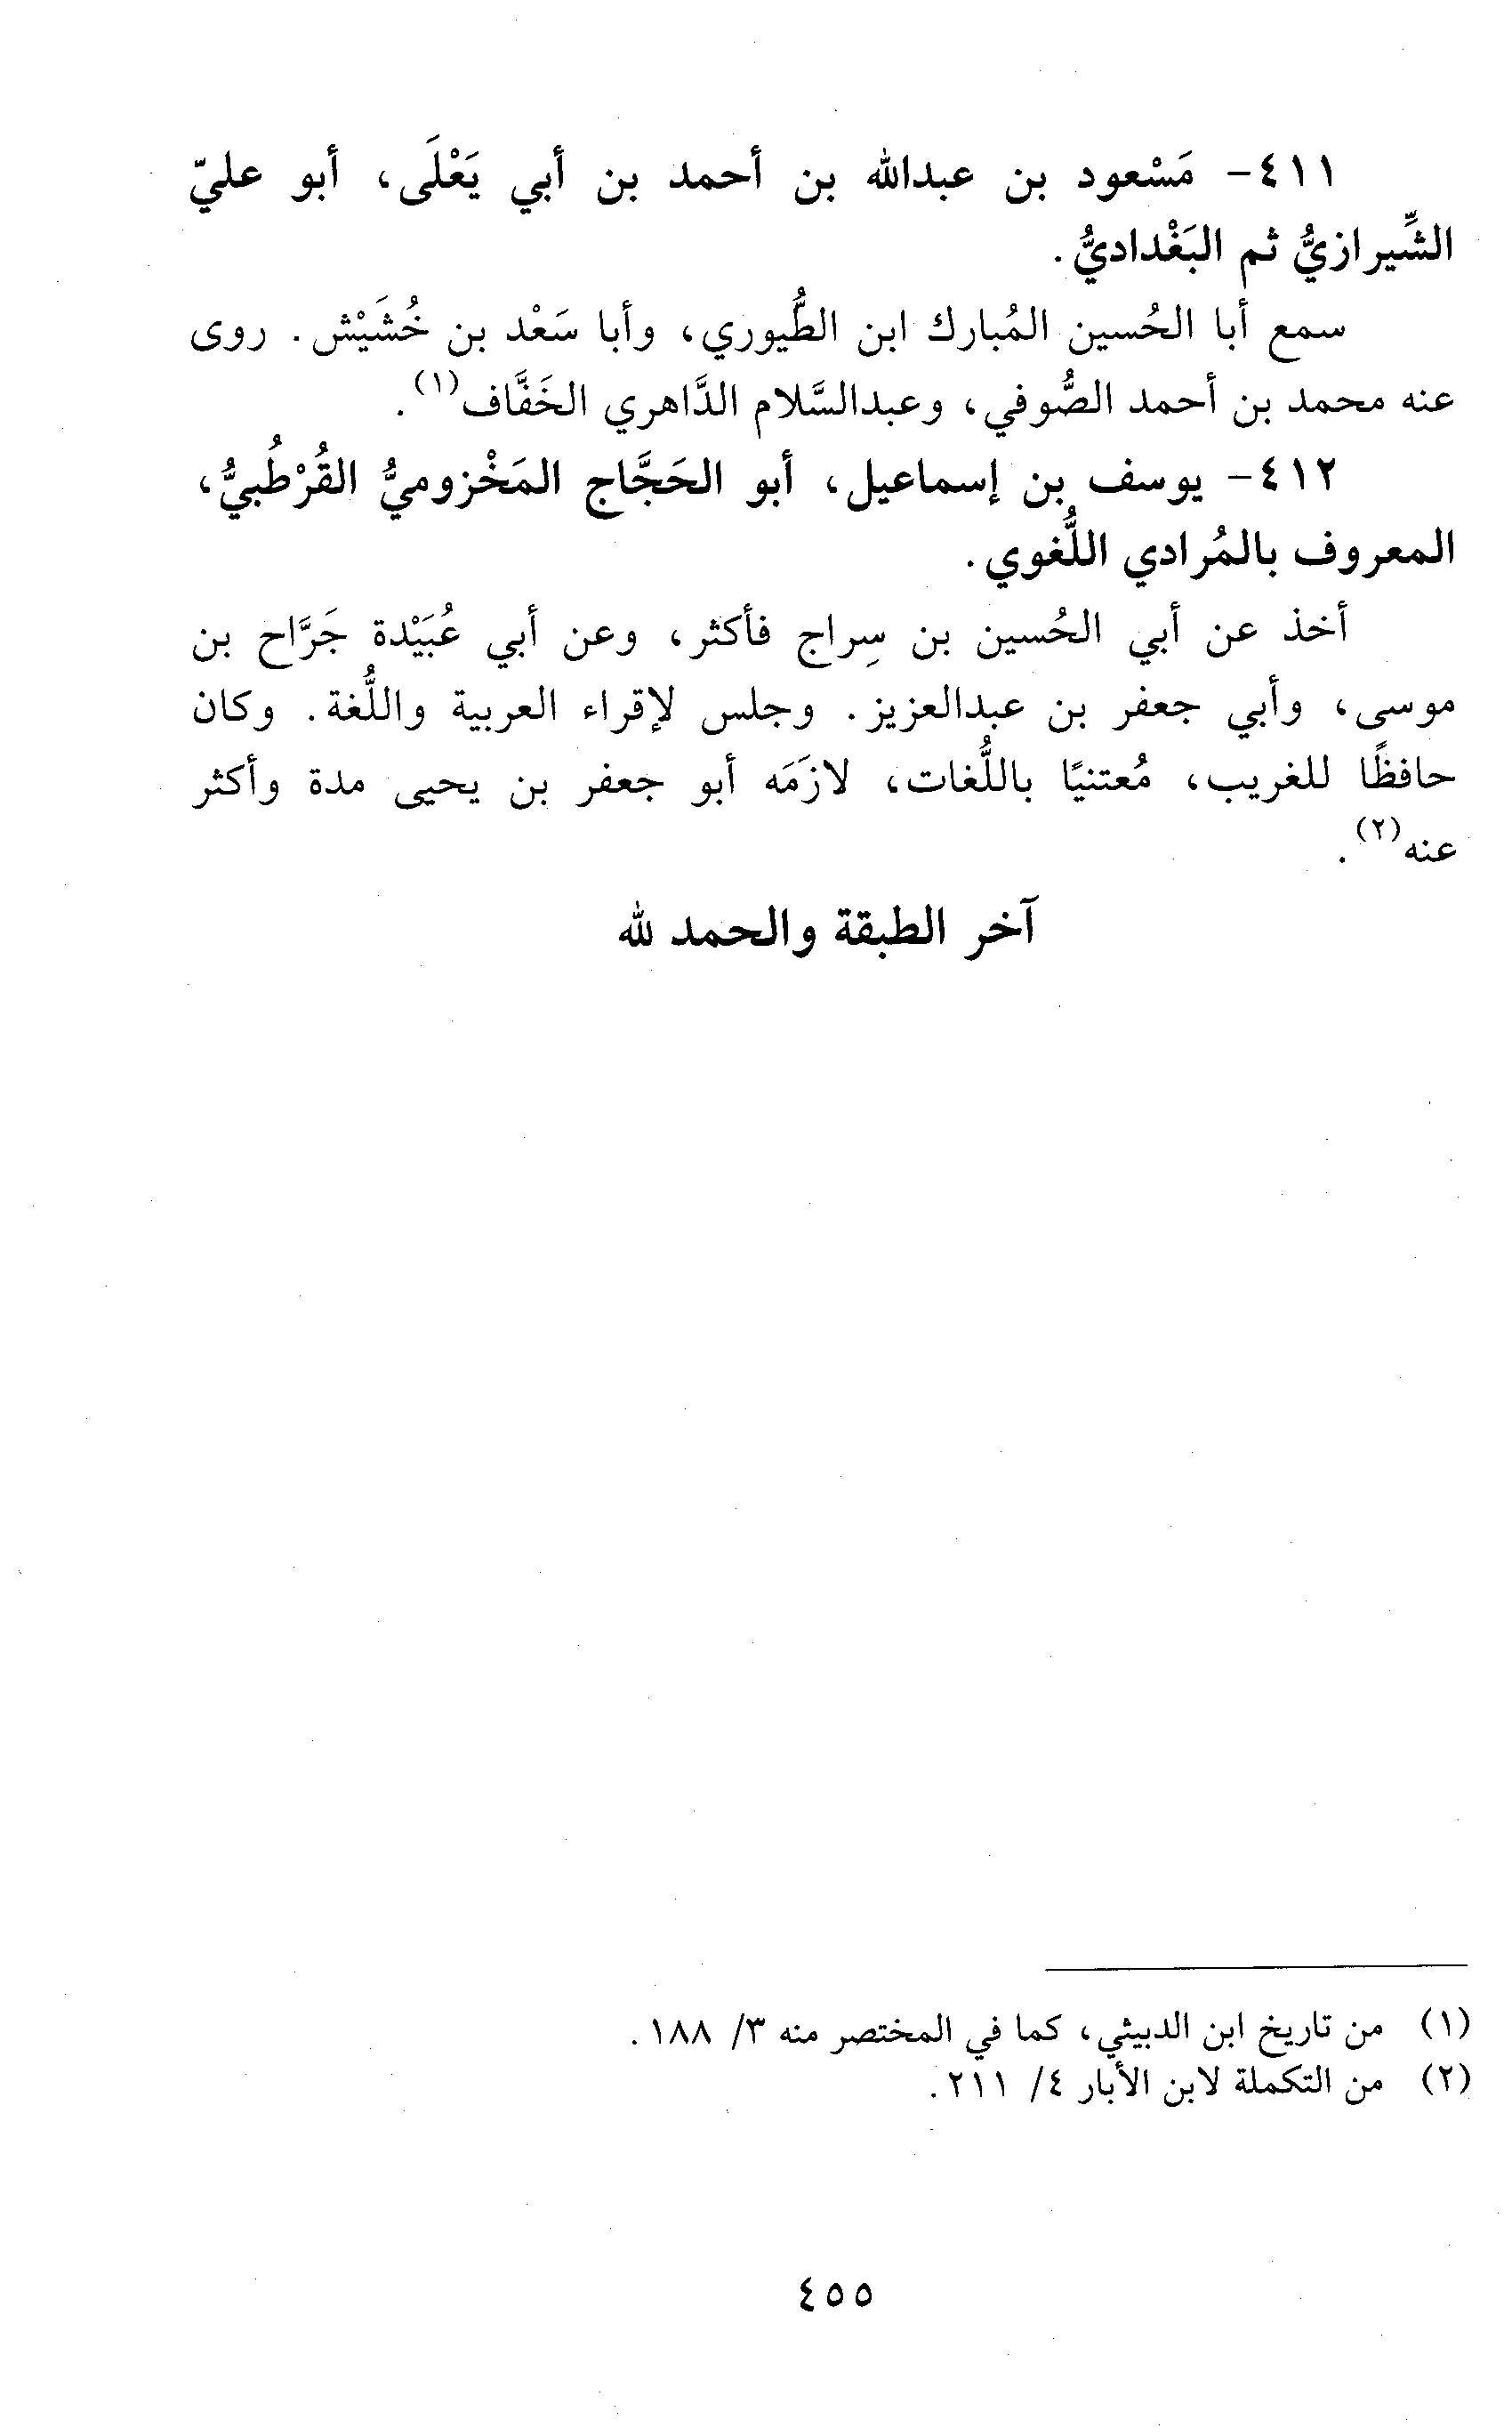 ٤١١- مَسْعود بن عبدالله بن أحمد بن أبي يَعْلَى، أبو عليّ
الشِّيرازيُّ ثم البَغْداديُّ.
سمع أبا الحُسين المُبارك ابن الطُّيوري، وأبا سَعْد بن خُشَيْش. روى
عنه محمد بن أحمد الصُّوفي، وعبدالسَّلام الدَّاهري الخَفَّاف(١).
٤١٢- يوسف بن إسماعيل، أبو الحَجَّاج المَخْزوميُّ القُرْطُبيُّ،
المعروف بالمُرادي اللُّغوي.
أخذ عن أبي الحُسين بن سِراج فأكثر، وعن أبي عُبَيْدة جَرَّاح بن
موسى، وأبي جعفر بن عبدالعزيز. وجلس لإقراء العربية واللُّغة. وكان
حافظًا للغريب، مُعتنيًا باللُّغات، لازَمَه أبو جعفر بن يحيى مدة وأكثر
عنه(٢).
آخر الطبقة والحمد لله
(١) من تاريخ ابن الدبيثي، كما في المختصر منه ٣/ ١٨٨.
(٢) من التكملة لابن الأبار ٤/ ٢١١.
٤٥٥